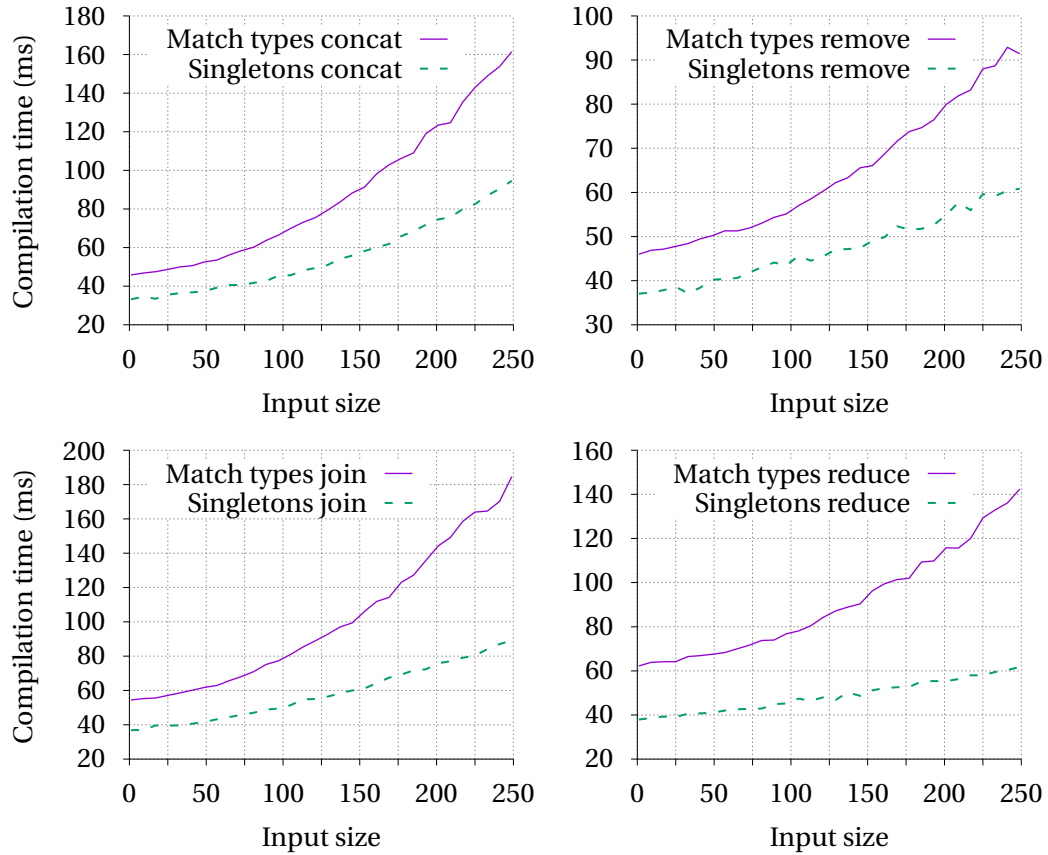 Compilation time (ms)
180
160
140
120
100
80
60
40
20
Match types concat
Singletons concat
0 50 100 150 200 250
Input size
100
90
80
70
60
50
40
30
Match types remove
Singletons remove
0 50 100 150 200 250
Input size
Compilation time (ms)
200
180
160
140
120
100
80
60
40
20
Match types join
Singletons join
0 50 100 150 200 250
Input size
160
140
120
100
80
60
40
20
Match types reduce
Singletons reduce
0 50 100 150 200 250
Input size